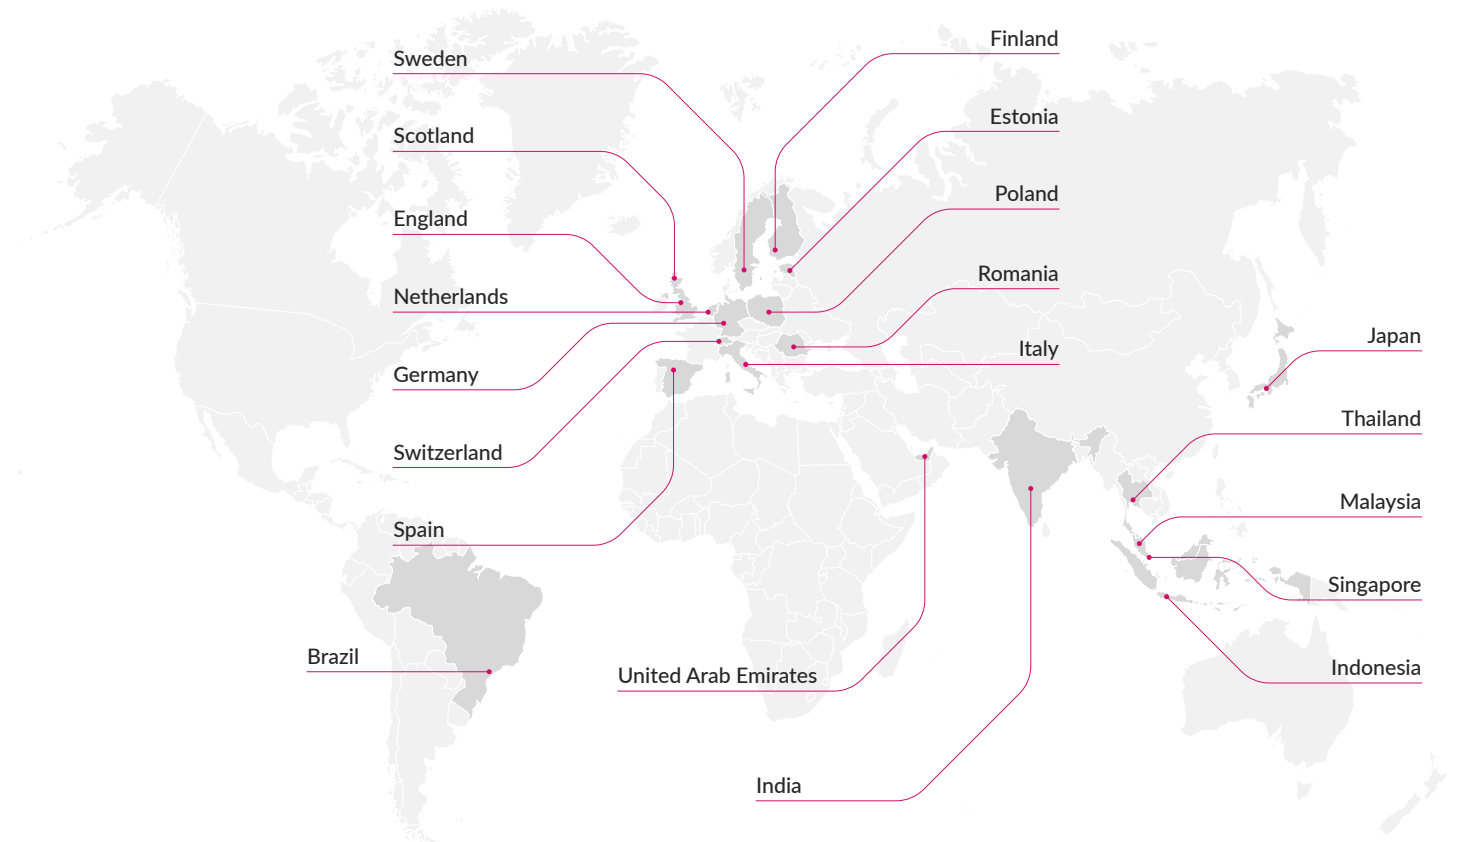 Sweden
Scotland
England
Netherlands
Germany
Switzerland
Spain
Brazil
Finland
Estonia
Poland
Romania
Italy
United Arab Emirates
India
Japan
Thailand
Malaysia
Singapore
Indonesia